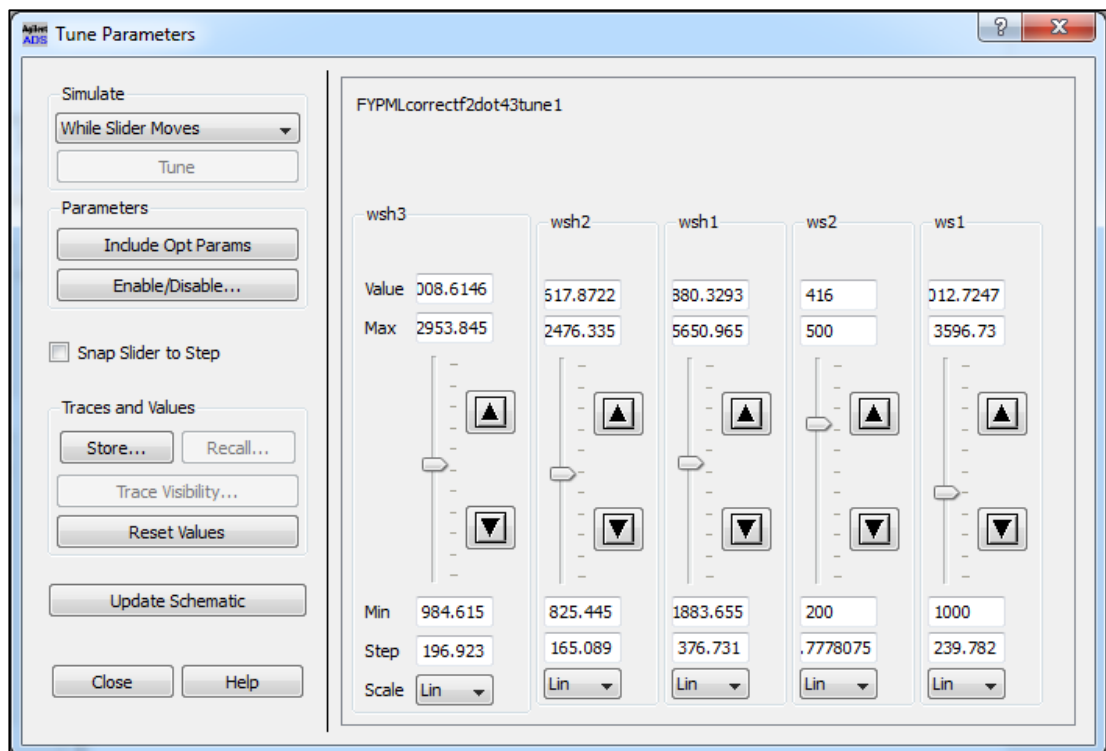 Agilent
ADS
Tune Parameters
?
X
Simulate
While Slider Moves
Tune
Parameters
Include Opt Params
Enable/Disable...
Snap Slider to Step
Traces and Values
Store...
Recall...
Trace Visibility...
Reset Values
Update Schematic
Close
Help
FYPMLcorrectf2dot43tune1
wsh3 wsh2 wsh1 ws2 ws1
Value 008.6146 617.8722 880.3293 416 012.7247
Max 2953.845 2476.335 5650.965 500 3596.73
Min 984.615 825.445 1883.655 200 1000
Step 196.923 165.089 376.731 .7778075 239.782
Scale Lin Lin Lin Lin Lin